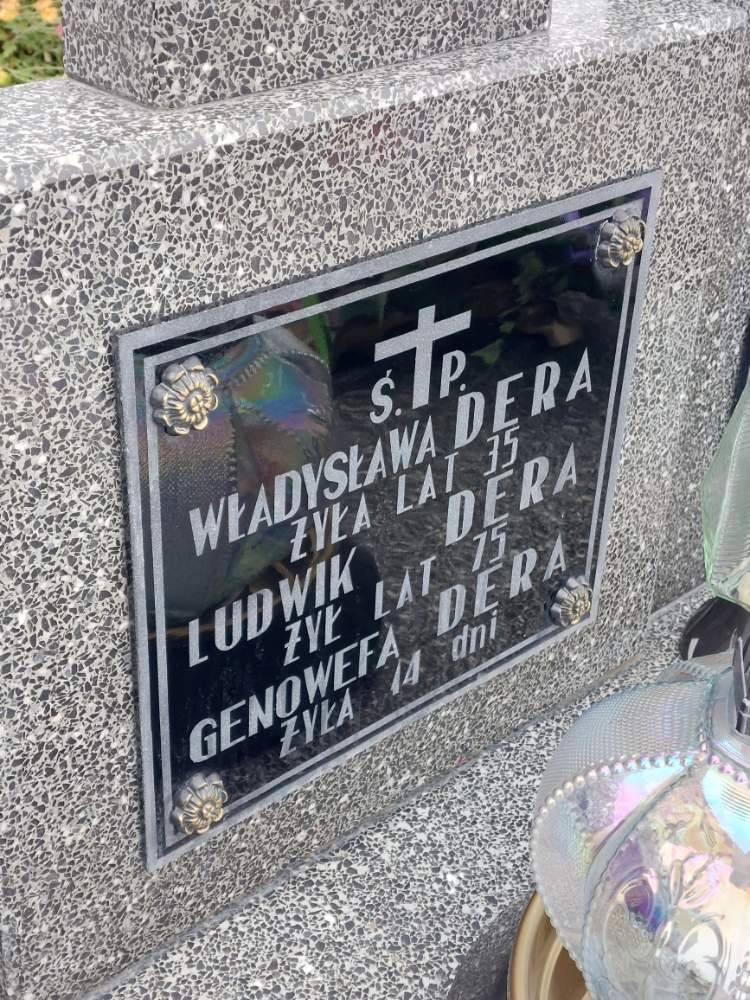 Ś. P.
WŁADYSŁAWA DERA
ŻYŁA LAT 35
LUDWIK DERA
ŻYŁ LAT 75
GENOWEFA DERA
ŻYŁA 14 dni